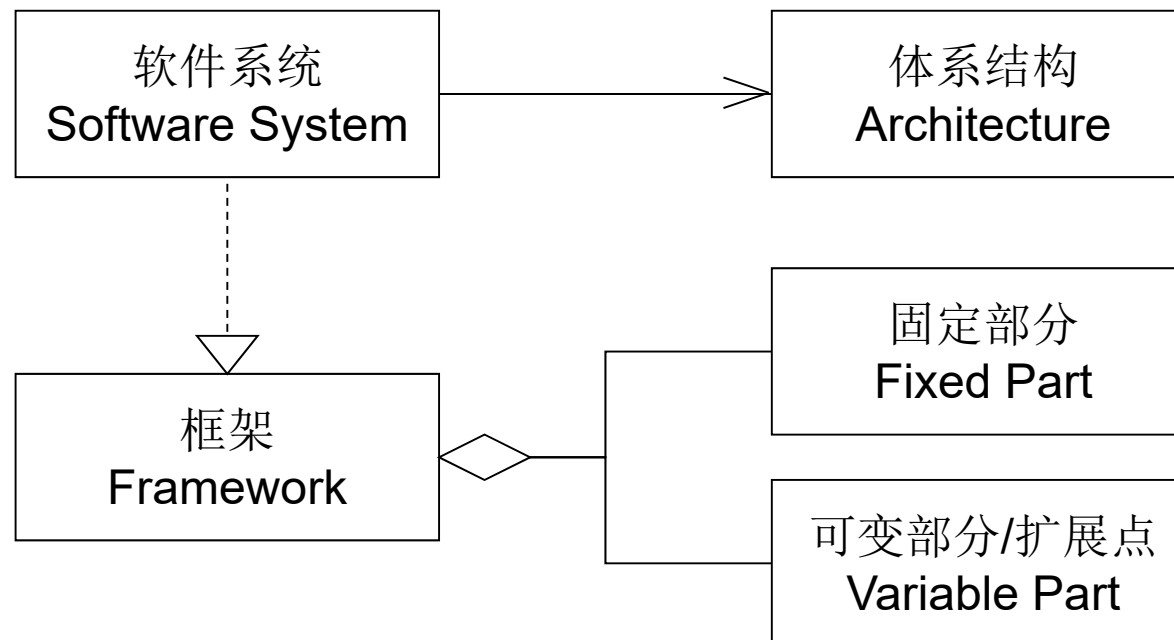 软件系统
Software System
体系结构
Architecture
固定部分
Fixed Part
框架
Framework
可变部分/扩展点
Variable Part